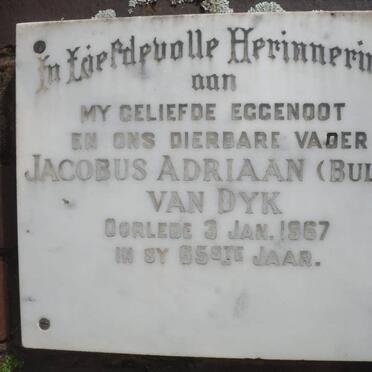 In Liefdevolle Herinnerin
aan
MY GELIEFDE EGGENOOT
EN ONS DIERBARE VADER
JACOBUS ADRIAAN (BUL
VAN DYK
OORLEDE 3 JAN. 1967
IN SY 65STE JAAR.